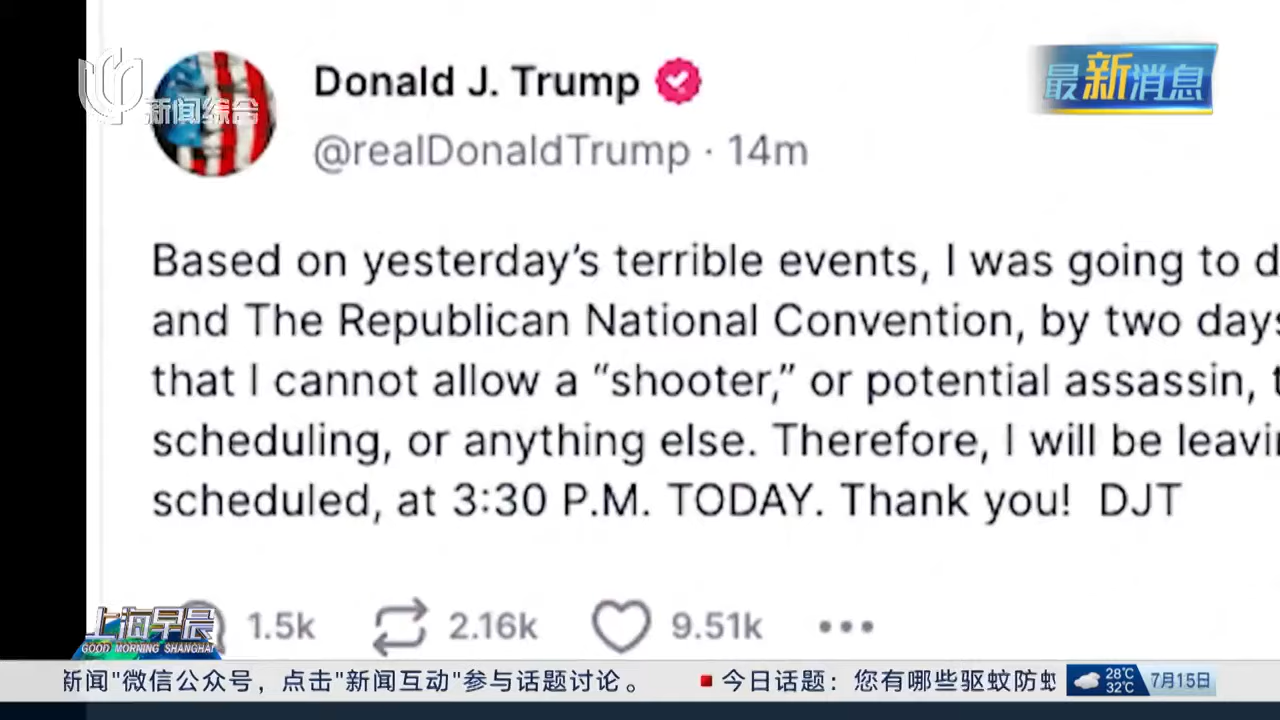 新闻综合
最新消息
Donald J. Trump
@realDonaldTrump · 14m
Based on yesterday's terrible events, I was going to d
and The Republican National Convention, by two days
that I cannot allow a “shooter,” or potential assassin, t
scheduling, or anything else. Therefore, I will be leavi
scheduled, at 3:30 P.M. TODAY. Thank you! DJT
1.5k 2.16k 9.51k
上海早晨
GOOD MORNING SHANGHAI
新闻"微信公众号，点击"新闻互动"参与话题讨论。 今日话题：您有哪些驱蚊防蚊
28℃
32℃
7月15日